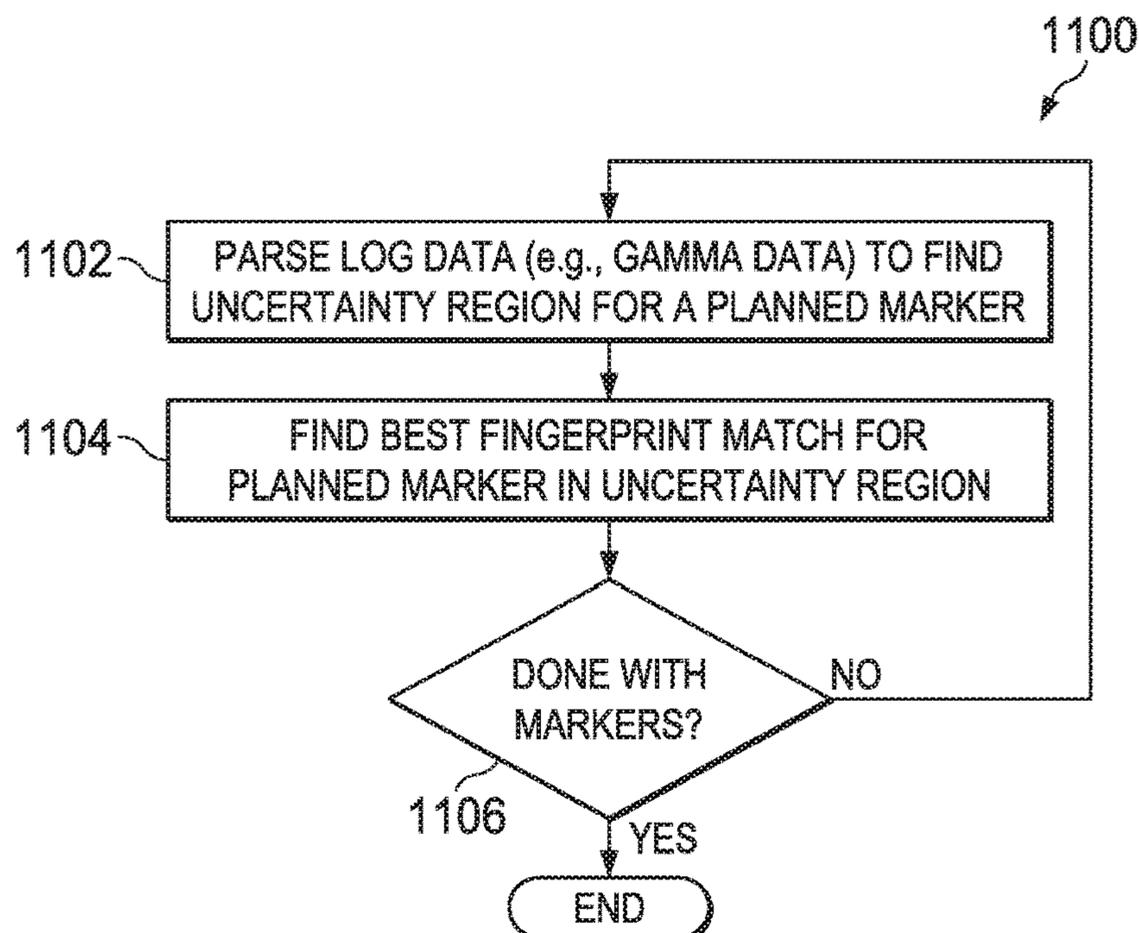 1100
1102
PARSE LOG DATA (e.g., GAMMA DATA) TO FIND
UNCERTAINTY REGION FOR A PLANNED MARKER
1104
FIND BEST FINGERPRINT MATCH FOR
PLANNED MARKER IN UNCERTAINTY REGION
DONE WITH
MARKERS?
NO
1106
YES
END